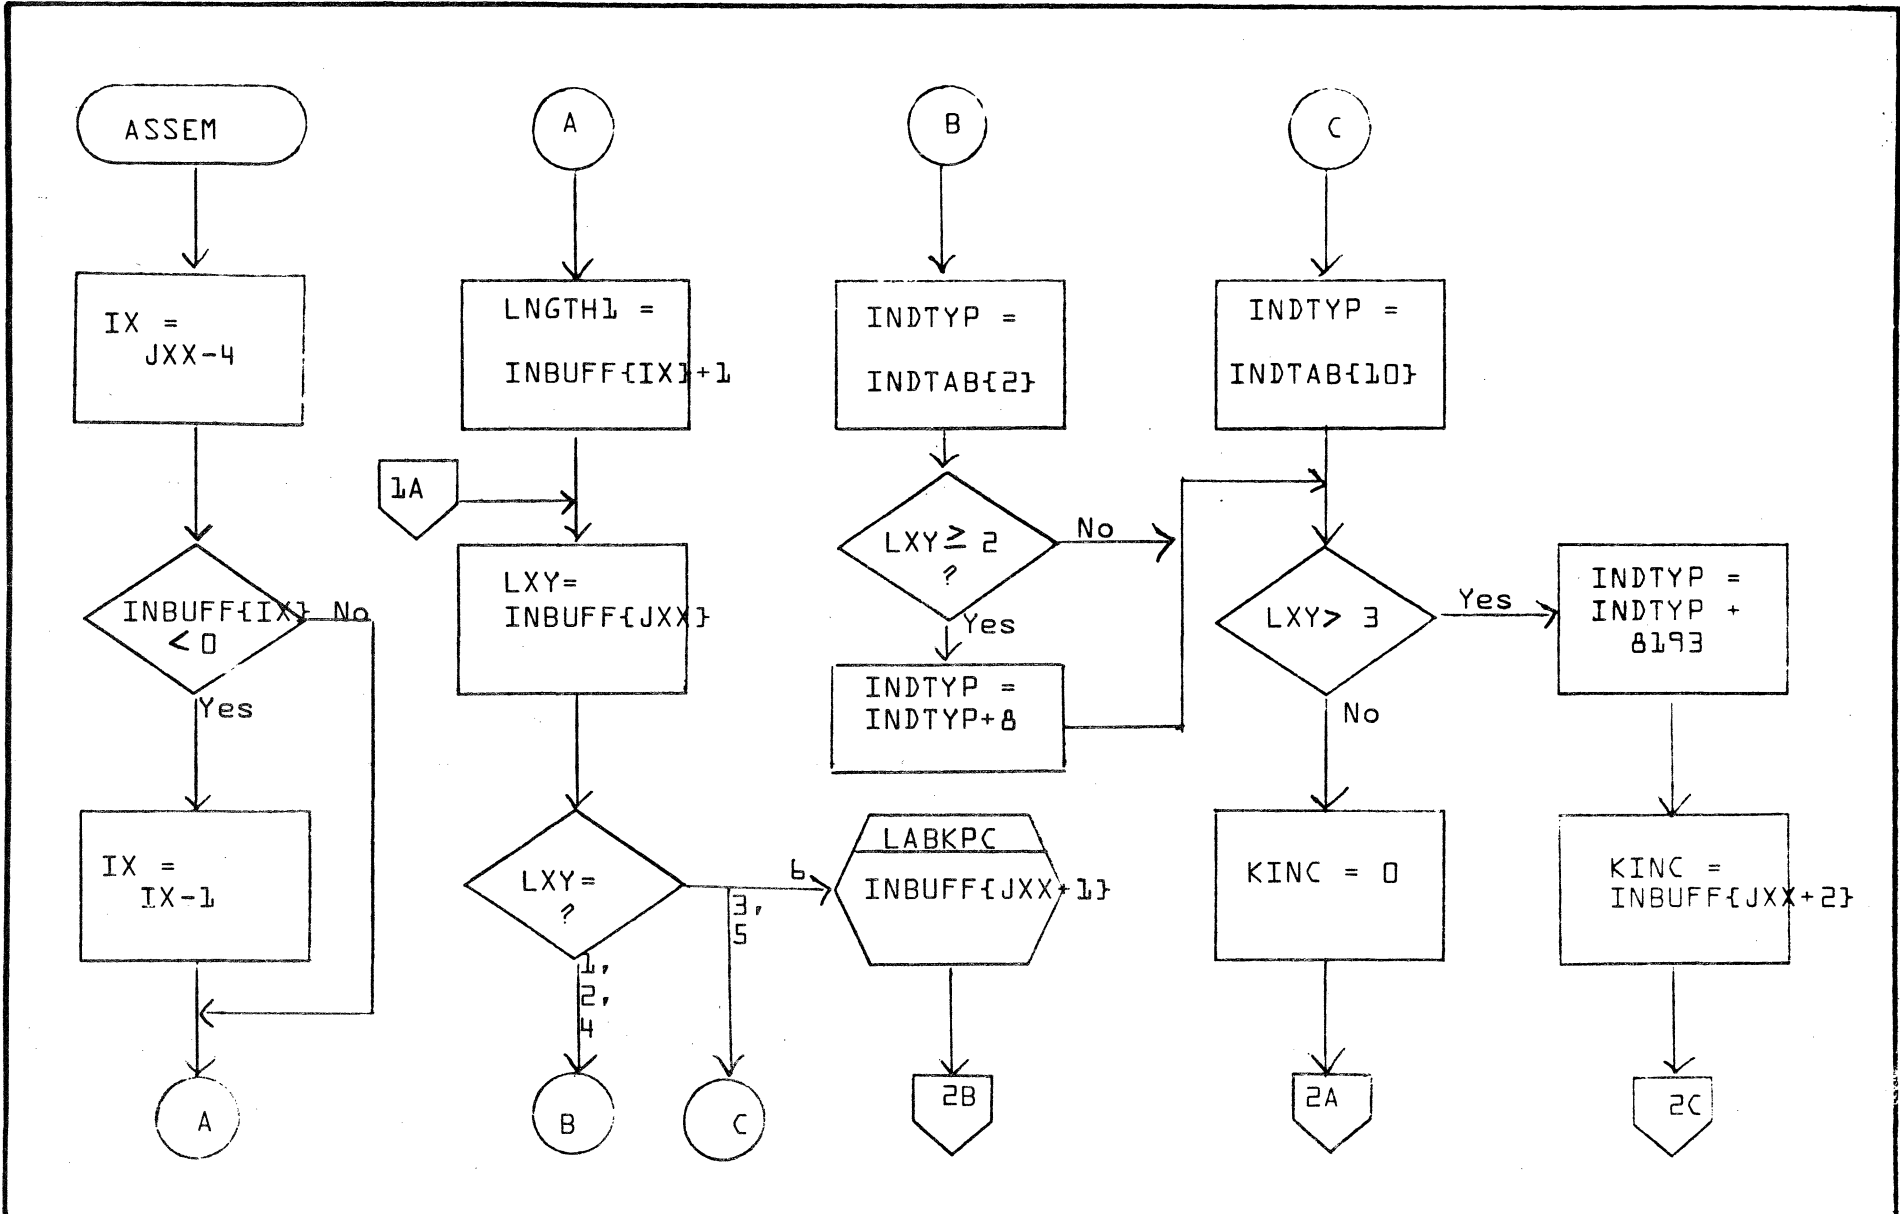 ASSEM
IX =
JXX-4
INBUFF{IX}
< 0
No
Yes
IX =
IX-1
A
A
LNGTH1 =
INBUFF{IX}+1
1A
LXY=
INBUFF{JXX}
LXY=
?
6
3,
5
1,
2,
4
B
C
B
INDTYP =
INDTAB{2}
LXY≥ 2
?
No
Yes
INDTYP =
INDTYP+8
LABKPC
INBUFF{JXX+1}
2B
C
INDTYP =
INDTAB{10}
LXY> 3
Yes
No
KINC = 0
2A
INDTYP =
INDTYP +
8193
KINC =
INBUFF{JXX+2}
2C